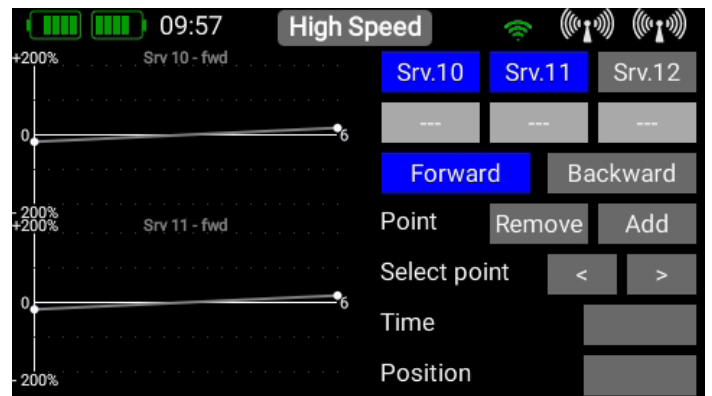 09:57 High Speed
+200% Srv 10 - fwd
0 6
- 200%
+200% Srv 11 - fwd
0 6
- 200%
Srv.10 Srv.11 Srv.12
--- --- ---
Forward Backward
Point Remove Add
Select point < >
Time
Position